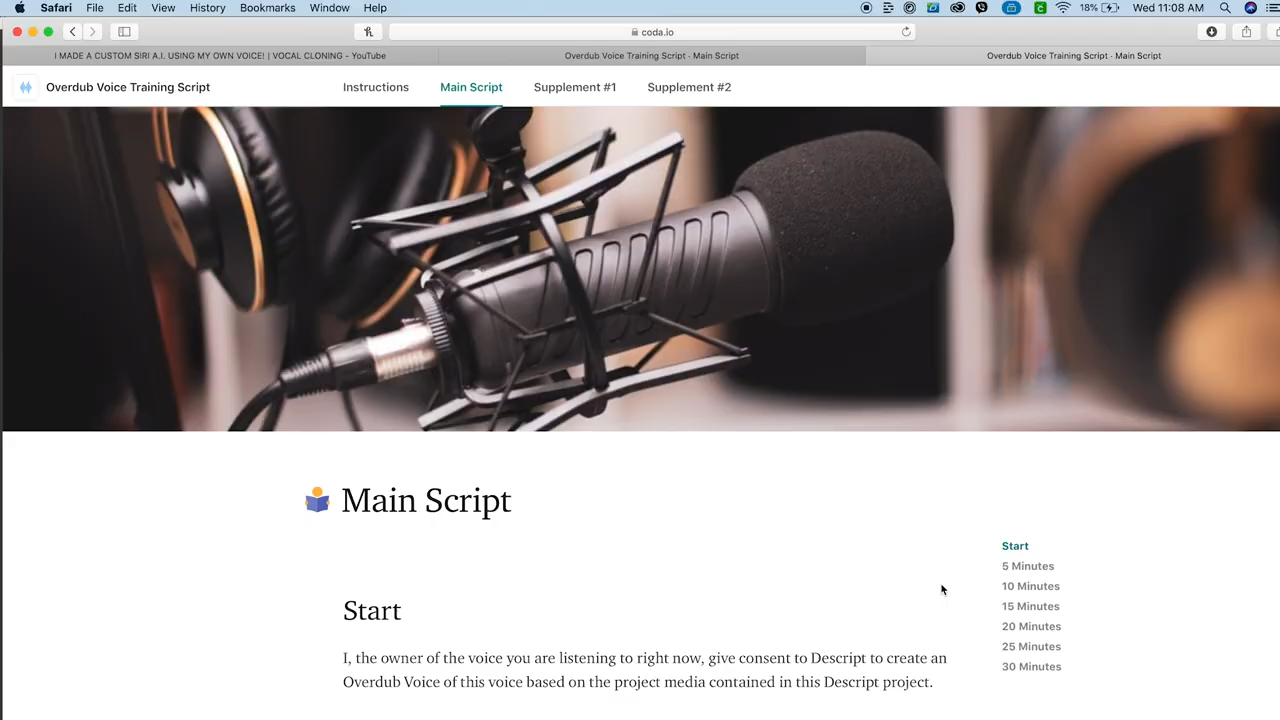 Safari File Edit View History Bookmarks Window Help 18% Wed 11:08 AM
coda.io
I MADE A CUSTOM SIRI A.I. USING MY OWN VOICE! | VOCAL CLONING - YouTube
Overdub Voice Training Script - Main Script
Overdub Voice Training Script - Main Script
Overdub Voice Training Script
Instructions
Main Script
Supplement #1
Supplement #2
Main Script
Start
5 Minutes
10 Minutes
15 Minutes
20 Minutes
25 Minutes
30 Minutes
Start
I, the owner of the voice you are listening to right now, give consent to Descript to create an
Overdub Voice of this voice based on the project media contained in this Descript project.